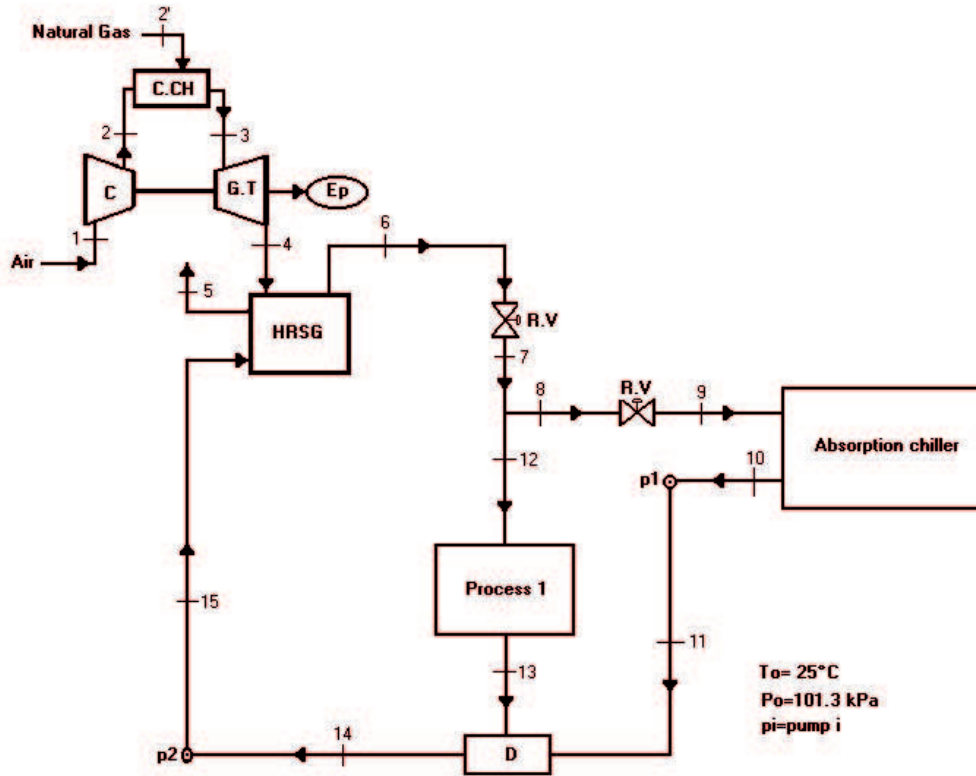 2'
Natural Gas
C.CH
2
3
C
G.T
Ep
1
4
Air
6
5
HRSG
R.V
7
R.V
8
9
Absorption chiller
12
10
p1
Process 1
15
11
13
To= 25°C
Po=101.3 kPa
pi=pump i
14
p2
D